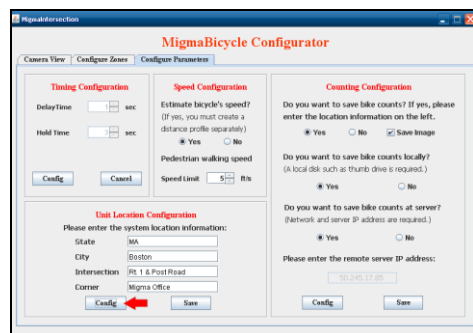 MigmaIntersection
MigmaBicycle Configurator
Camera View
Configure Zones
Configure Parameters
Timing Configuration
DelayTime
5
sec
Hold Time
3
sec
Config
Cancel
Speed Configuration
Estimate bicycle's speed?
(If yes, you must create a
distance profile separately)
Yes
No
Pedestrian walking speed
Speed Limit
5
ft/s
Unit Location Configuration
Please enter the system location information:
State
MA
City
Boston
Intersection
Rt. 1 & Post Road
Corner
Migma Office
Config
Save
Counting Configuration
Do you want to save bike counts? If yes, please
enter the location information on the left.
Yes
No
Save Image
Do you want to save bike counts locally?
(A local disk such as thumb drive is required.)
Yes
No
Do you want to save bike counts at server?
(Network and server IP address are required.)
Yes
No
Please enter the remote server IP address:
50.245.17.85
Config
Save